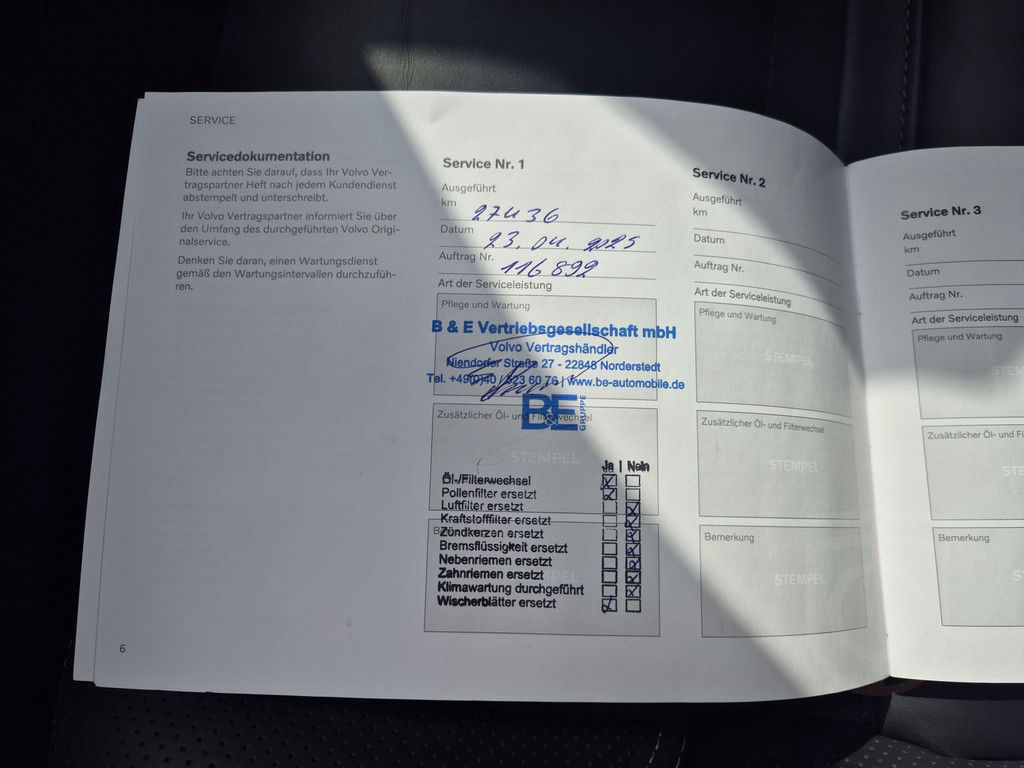 SERVICE
Servicedokumentation
Bitte achten Sie darauf, dass Ihr Volvo Ver-
tragspartner Heft nach jedem Kundendienst
abstempelt und unterschreibt.
Ihr Volvo Vertragspartner informiert Sie über
den Umfang des durchgeführten Volvo Origi-
nalservice.
Denken Sie daran, einen Wartungsdienst
gemäß den Wartungsintervallen durchzufüh-
ren.
6
Service Nr. 1
Ausgeführt
km 27436
Datum 23.04.2025
Auftrag Nr. 116892
Art der Serviceleistung
Pflege und Wartung
B & E Vertriebsgesellschaft mbH
Volvo Vertragshändler
Niendorfer Straße 27 - 22848 Norderstedt
Tel. +49(0)40 / 523 60 76 | www.be-automobile.de
B&E GRUPPE
Zusätzlicher Öl- und Filterwechsel
STEMPEL
Ja | Nein
Öl-/Filterwechsel
Pollenfilter ersetzt
Luftfilter ersetzt
Kraftstofffilter ersetzt
Zündkerzen ersetzt
Bremsflüssigkeit ersetzt
Nebenriemen ersetzt
Zahnriemen ersetzt
Klimawartung durchgeführt
Wischerblätter ersetzt
Service Nr. 2
Ausgeführt
km
Datum
Auftrag Nr.
Art der Serviceleistung
Pflege und Wartung
STEMPEL
Zusätzlicher Öl- und Filterwechsel
STEMPEL
Bemerkung
STEMPEL
Service Nr. 3
Ausgeführt
km
Datum
Auftrag Nr.
Art der Serviceleistung
Pflege und Wartung
Zusätzlicher Öl- und
Bemerkung